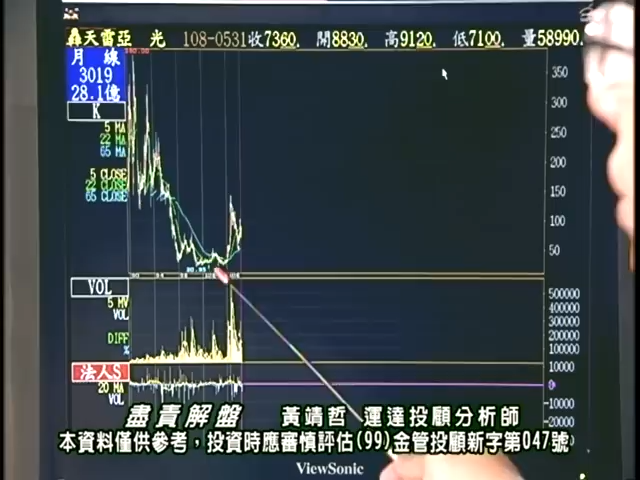 轟天雷亞 光 108-0531收7360. 開8830. 高9120. 低7100. 量58990.
月 線
3019
28.1億
K
5 MA
22 MA
65 MA
5 CLOSE
22 CLOSE
65 CLOSE
350
300
250
200
150
100
50
VOL
5 MV
VOL
DIFF
%
500000
400000
300000
200000
100000
10000
法人S
20 MA
VOL
0
-10000
-20000
盡責解盤 黃靖哲 運達投顧分析師
本資料僅供參考，投資時應審慎評估(99)金管投顧新字第047號
ViewSonic